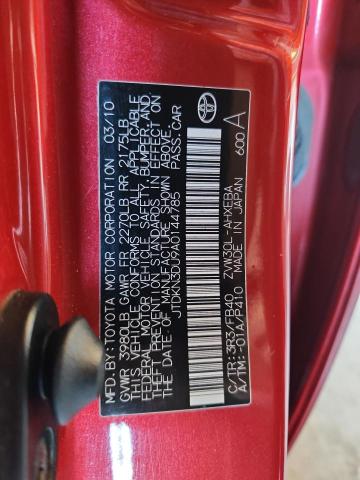 MFD.BY:TOYOTA MOTOR CORPORATION 03/10
GVWR 3980LB GAWR FR 2270LB RR 2175LB
THIS VEHICLE CONFORMS TO ALL APPLICABLE
FEDERAL MOTOR VEHICLE SAFETY, BUMPER, AND
THEFT PREVENTION STANDARDS IN EFFECT ON
THE DATE OF MANUFACTURE SHOWN ABOVE.
JTDKN3DU9A0144785 PASS.CAR
ZVW30L-AHXEBA
C/TR:3R3/FB40
A/TM:-01A/P410 MADE IN JAPAN 600 A
TOYOTA